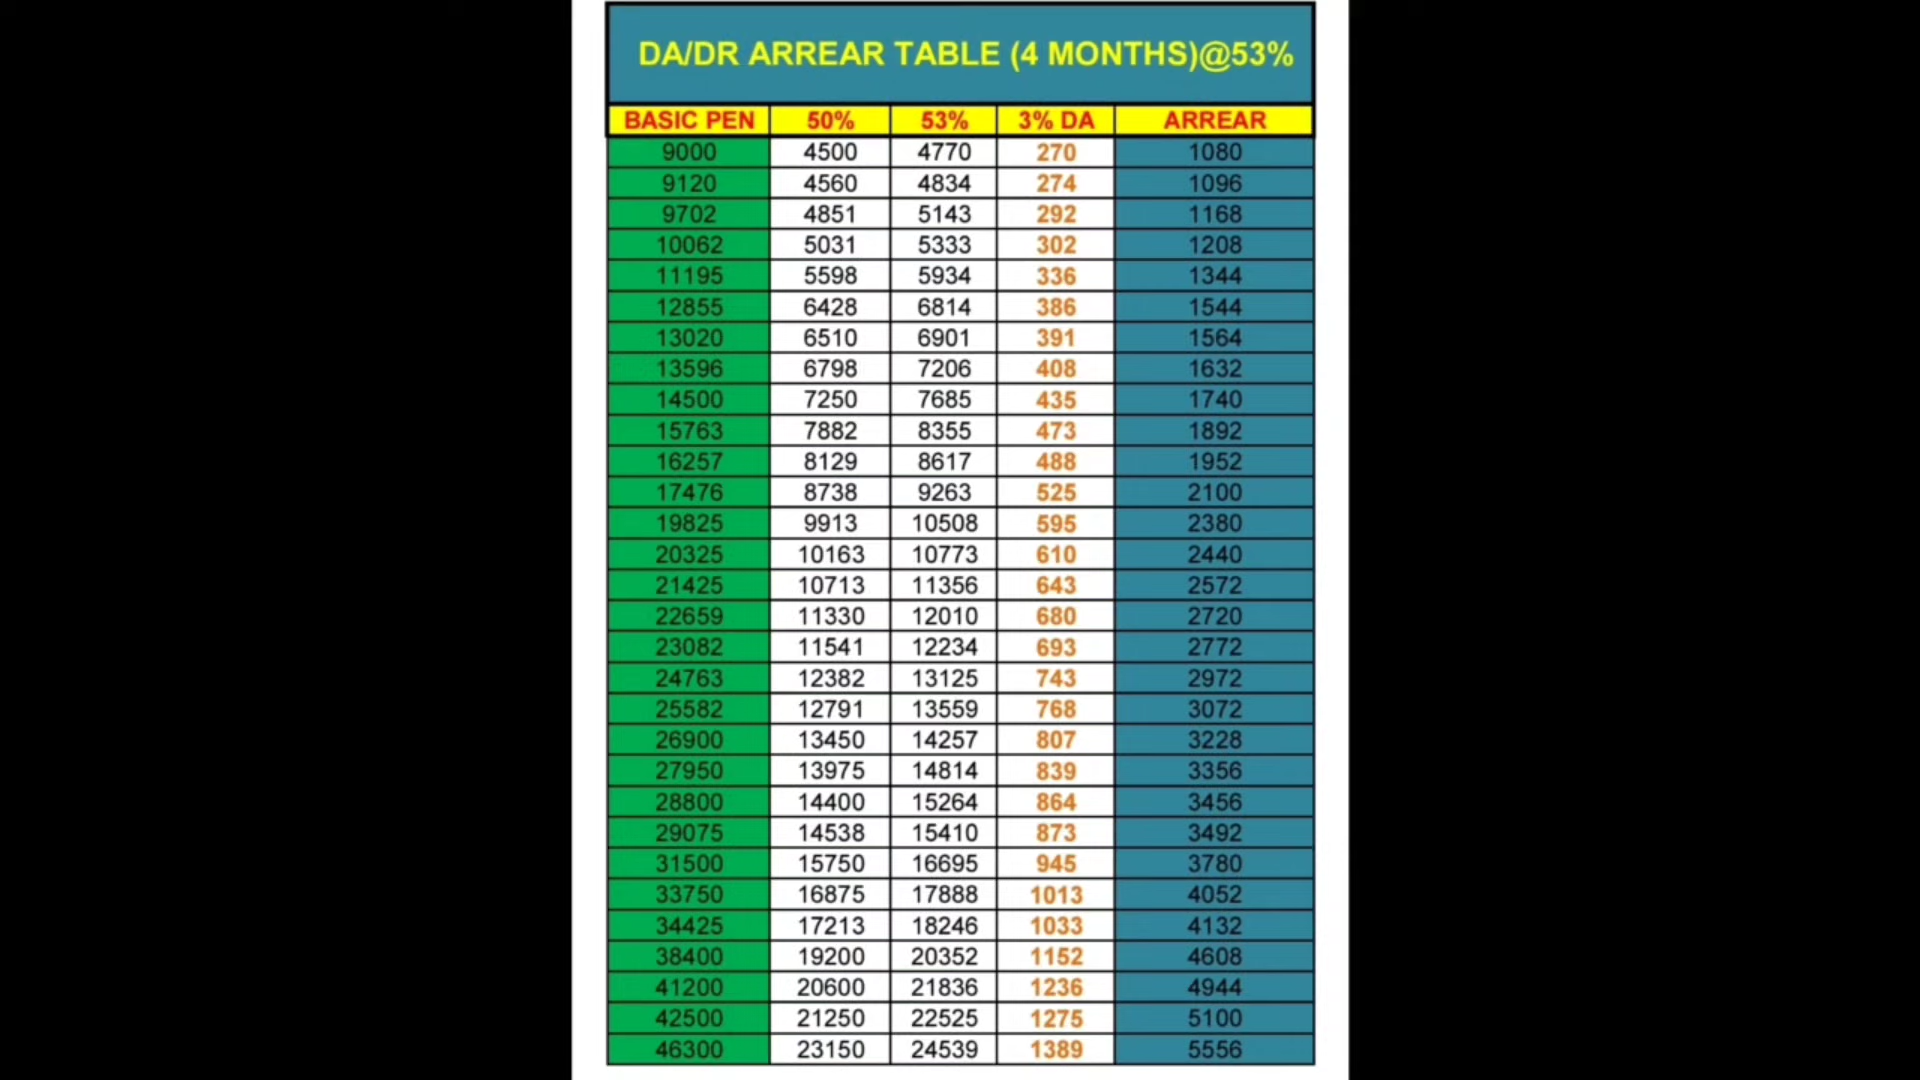 DA/DR ARREAR TABLE (4 MONTHS)@53%
BASIC PEN 50% 53% 3% DA ARREAR
9000 4500 4770 270 1080
9120 4560 4834 274 1096
9702 4851 5143 292 1168
10062 5031 5333 302 1208
11195 5598 5934 336 1344
12855 6428 6814 386 1544
13020 6510 6901 391 1564
13596 6798 7206 408 1632
14500 7250 7685 435 1740
15763 7882 8355 473 1892
16257 8129 8617 488 1952
17476 8738 9263 525 2100
19825 9913 10508 595 2380
20325 10163 10773 610 2440
21425 10713 11356 643 2572
22659 11330 12010 680 2720
23082 11541 12234 693 2772
24763 12382 13125 743 2972
25582 12791 13559 768 3072
26900 13450 14257 807 3228
27950 13975 14814 839 3356
28800 14400 15264 864 3456
29075 14538 15410 873 3492
31500 15750 16695 945 3780
33750 16875 17888 1013 4052
34425 17213 18246 1033 4132
38400 19200 20352 1152 4608
41200 20600 21836 1236 4944
42500 21250 22525 1275 5100
46300 23150 24539 1389 5556